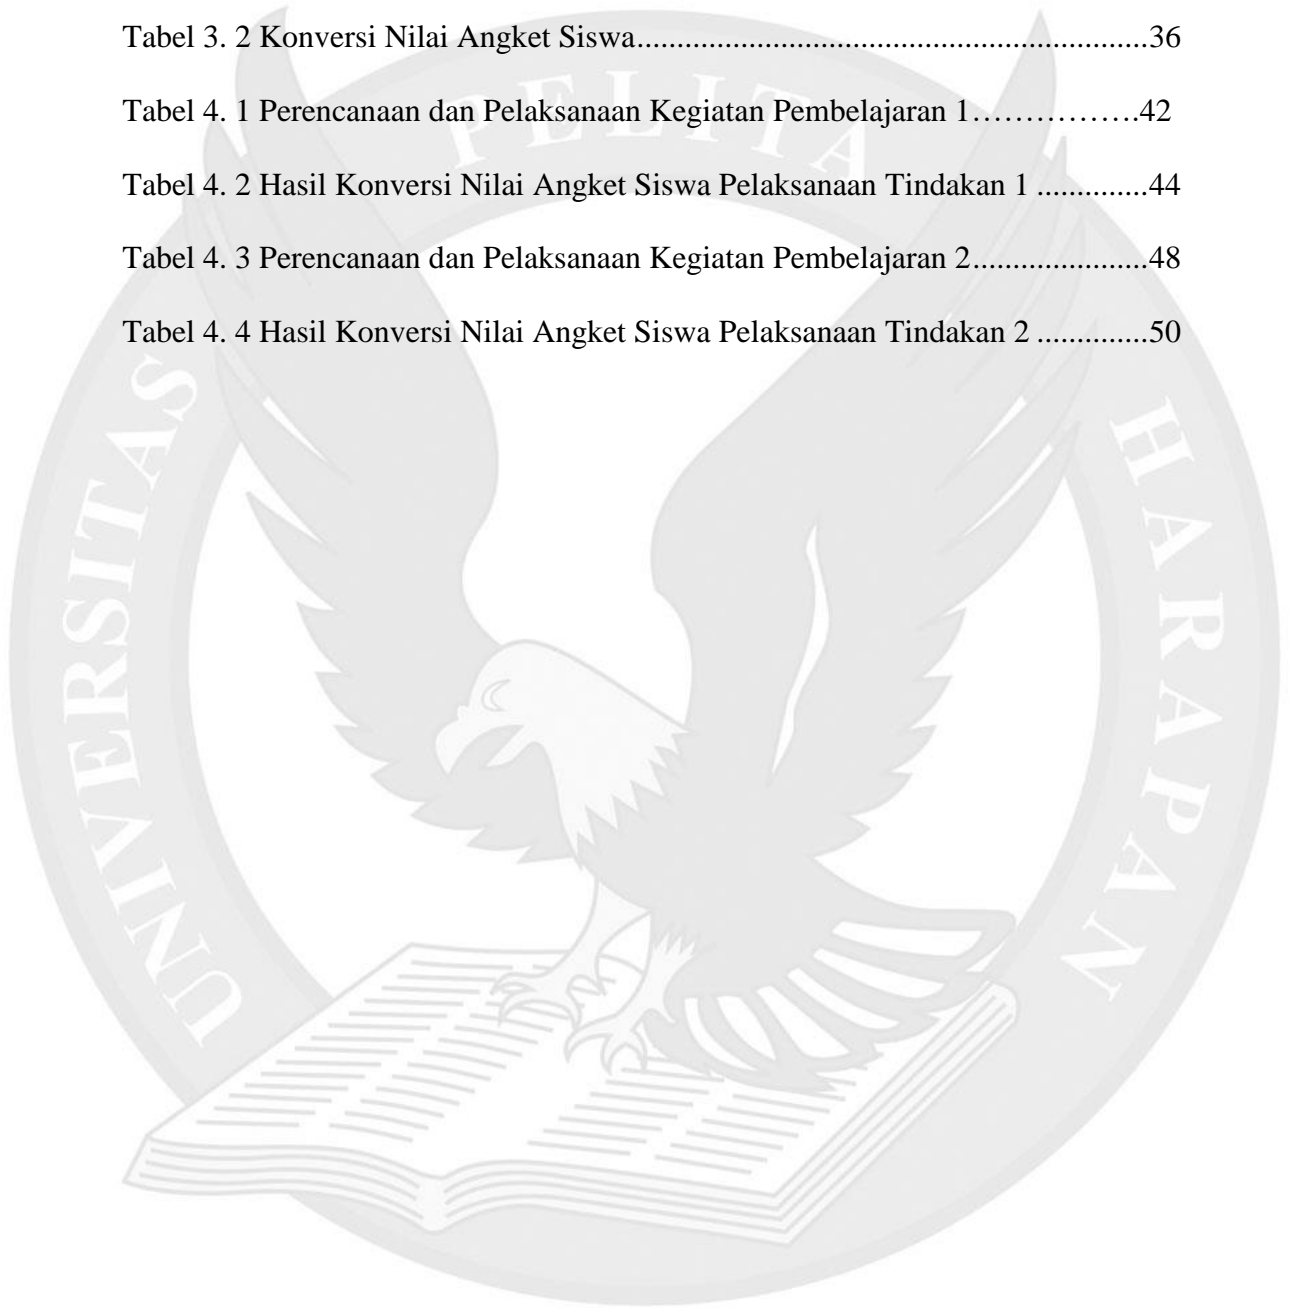 Tabel 3. 2 Konversi Nilai Angket Siswa................................................................36
Tabel 4. 1 Perencanaan dan Pelaksanaan Kegiatan Pembelajaran 1…………….42
Tabel 4. 2 Hasil Konversi Nilai Angket Siswa Pelaksanaan Tindakan 1 ..............44
Tabel 4. 3 Perencanaan dan Pelaksanaan Kegiatan Pembelajaran 2......................48
Tabel 4. 4 Hasil Konversi Nilai Angket Siswa Pelaksanaan Tindakan 2 ..............50
UNIVERSITAS
PELITA
HARAPAN